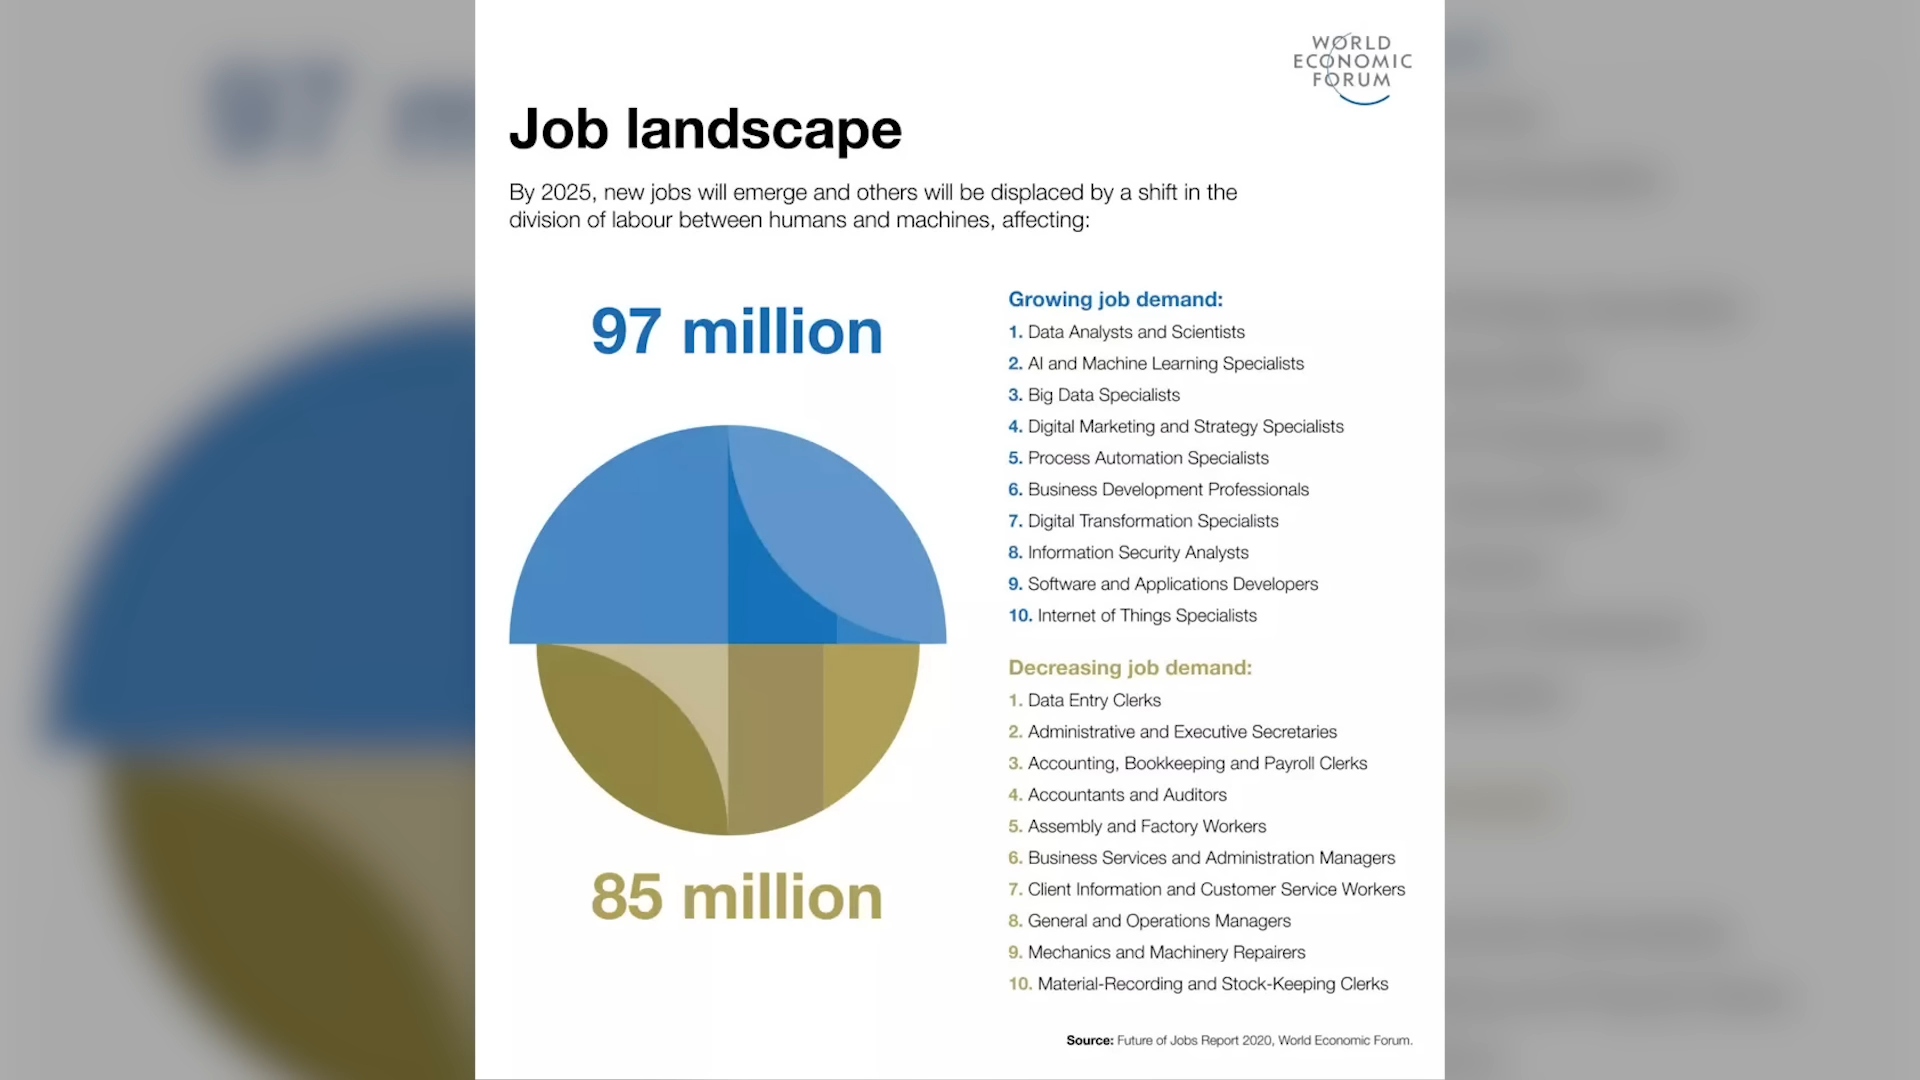 WORLD
ECONOMIC
FORUM
Job landscape
By 2025, new jobs will emerge and others will be displaced by a shift in the
division of labour between humans and machines, affecting:
97 million
85 million
Growing job demand:
1. Data Analysts and Scientists
2. AI and Machine Learning Specialists
3. Big Data Specialists
4. Digital Marketing and Strategy Specialists
5. Process Automation Specialists
6. Business Development Professionals
7. Digital Transformation Specialists
8. Information Security Analysts
9. Software and Applications Developers
10. Internet of Things Specialists
Decreasing job demand:
1. Data Entry Clerks
2. Administrative and Executive Secretaries
3. Accounting, Bookkeeping and Payroll Clerks
4. Accountants and Auditors
5. Assembly and Factory Workers
6. Business Services and Administration Managers
7. Client Information and Customer Service Workers
8. General and Operations Managers
9. Mechanics and Machinery Repairers
10. Material-Recording and Stock-Keeping Clerks
Source: Future of Jobs Report 2020, World Economic Forum.